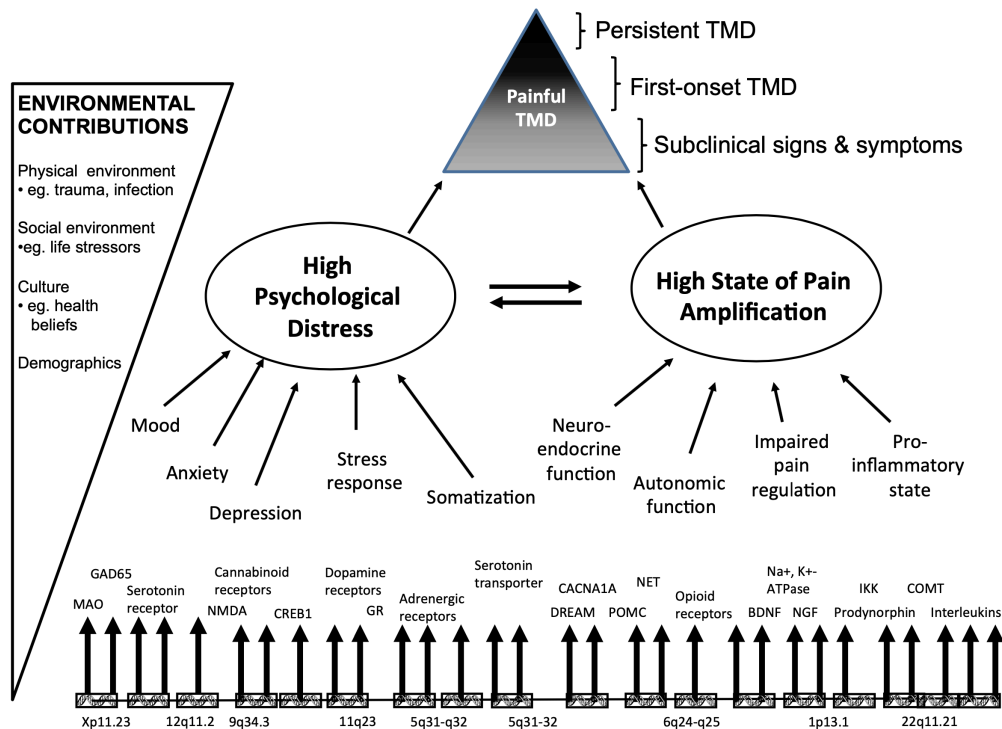 Persistent TMD
Painful
TMD
First-onset TMD
Subclinical signs & symptoms
ENVIRONMENTAL
CONTRIBUTIONS
Physical environment
• eg. trauma, infection
Social environment
•eg. life stressors
Culture
• eg. health
beliefs
Demographics
High
Psychological
Distress
High State of Pain
Amplification
Mood
Anxiety
Depression
Stress
response
Somatization
Neuro-
endocrine
function
Autonomic
function
Impaired
pain
regulation
Pro-
inflammatory
state
MAO
GAD65
Serotonin
receptor
Cannabinoid
receptors
NMDA
CREB1
Dopamine
receptors
GR
Adrenergic
receptors
Serotonin
transporter
CACNA1A
DREAM
POMC
NET
Opioid
receptors
Na+, K+-
ATPase
BDNF
NGF
IKK
Prodynorphin
COMT
Interleukins
Xp11.23
12q11.2
9q34.3
11q23
5q31-q32
5q31-32
6q24-q25
1p13.1
22q11.21